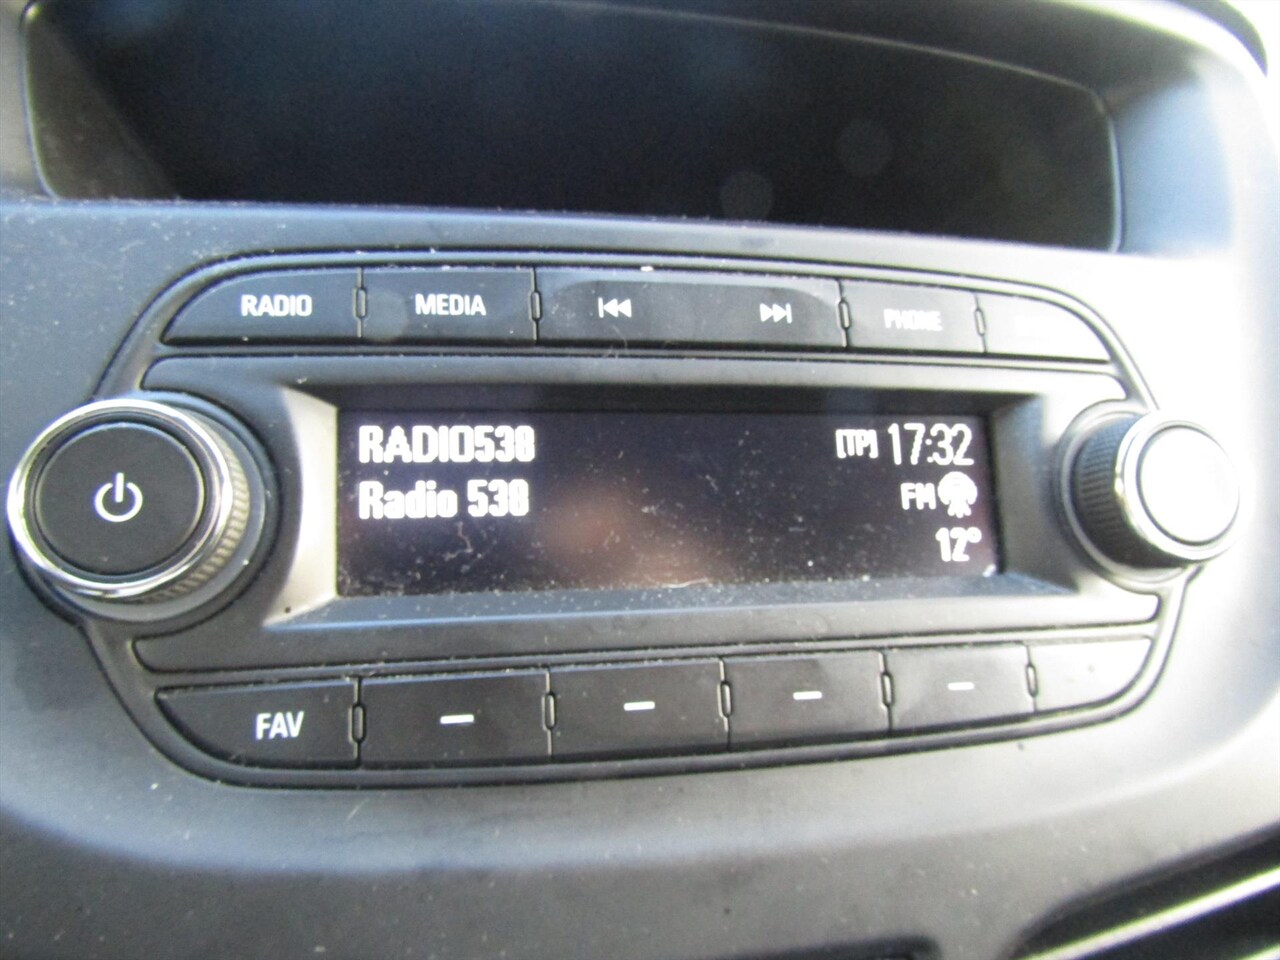 RADIO
MEDIA
PHONE
RADIO538
[TP] 17:32
Radio 538
FM
12°
FAV